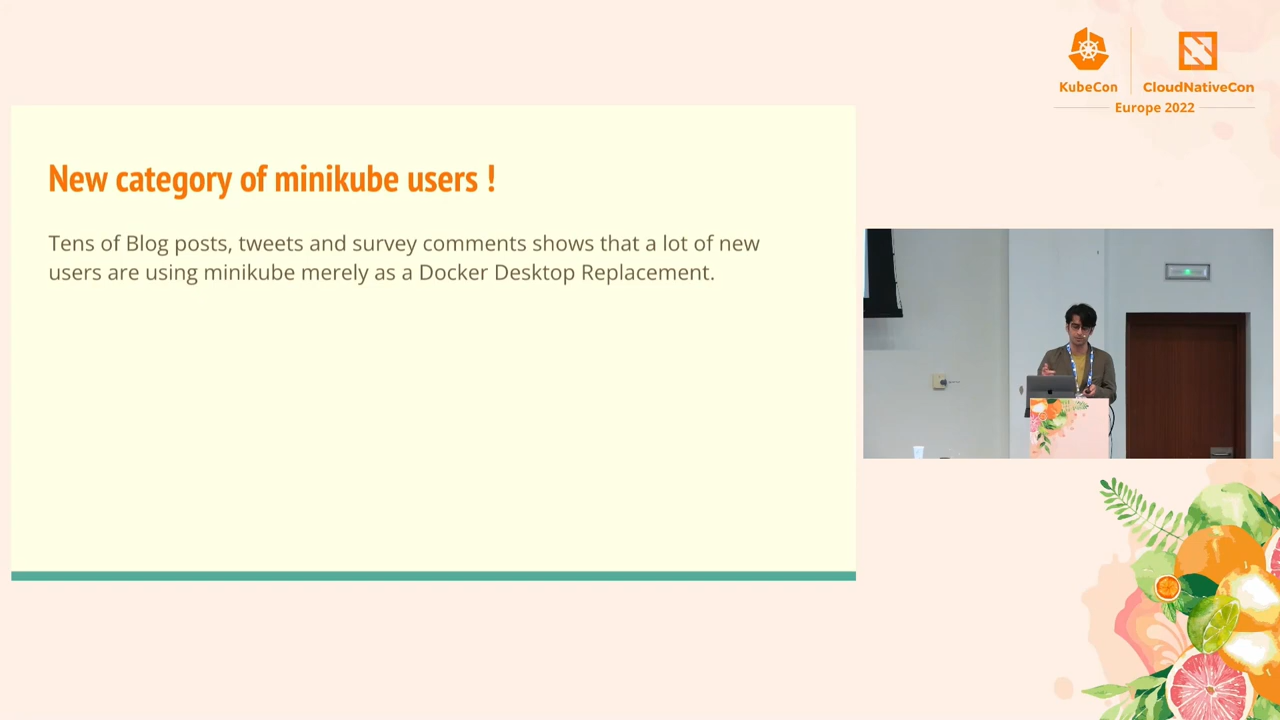 KubeCon
CloudNativeCon
Europe 2022
New category of minikube users !
Tens of Blog posts, tweets and survey comments shows that a lot of new
users are using minikube merely as a Docker Desktop Replacement.